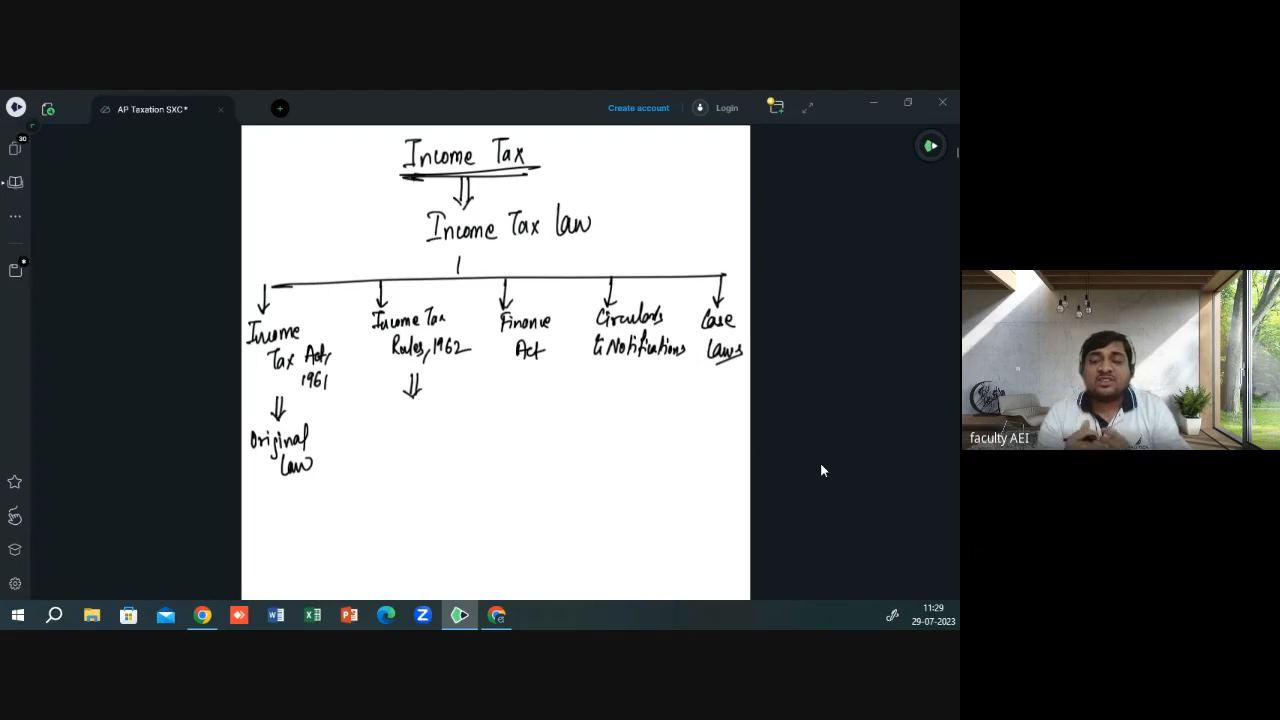 AP Taxation SXC*
Create account
Login
30
Income Tax
Income Tax Law
Income
Tax Act,
1961
Original
Law
Income Tax
Rules, 1962
Finance
Act
Circulars
& Notifications
Case
Laws
faculty AEI
11:29
29-07-2023